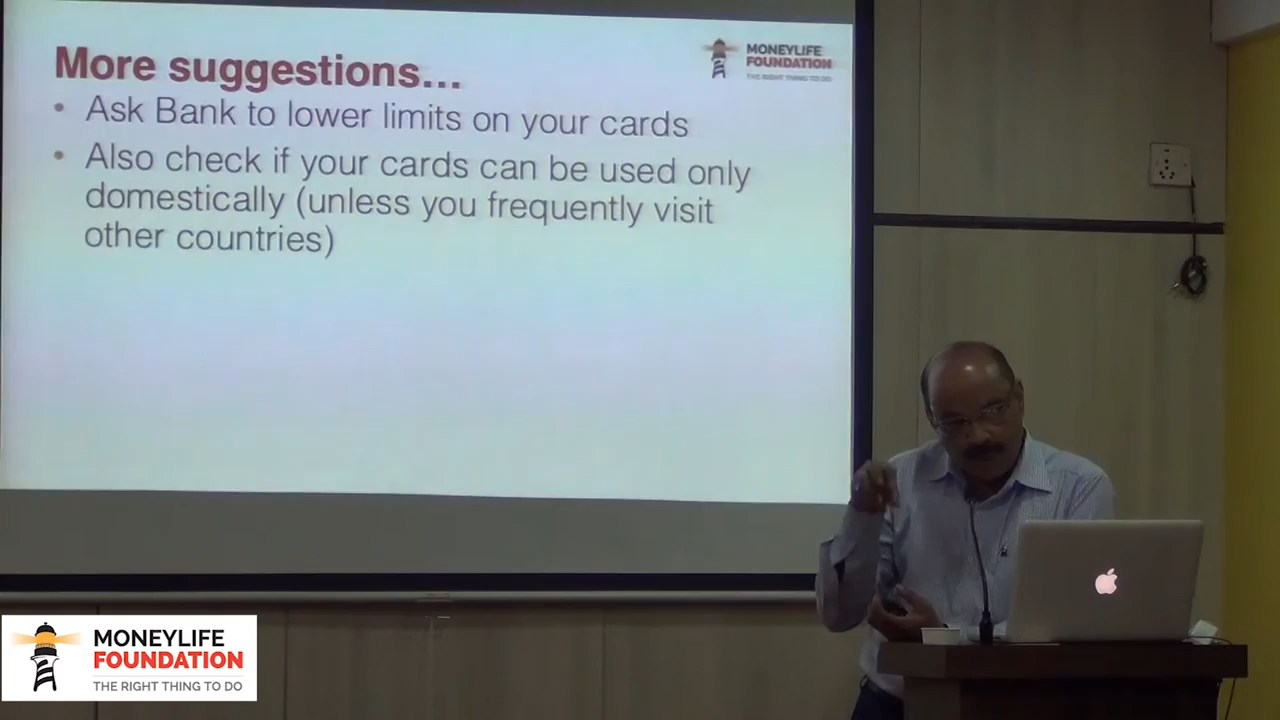 More suggestions...
• Ask Bank to lower limits on your cards
• Also check if your cards can be used only
domestically (unless you frequently visit
other countries)
MONEYLIFE
FOUNDATION
THE RIGHT THING TO DO
MONEYLIFE
FOUNDATION
THE RIGHT THING TO DO